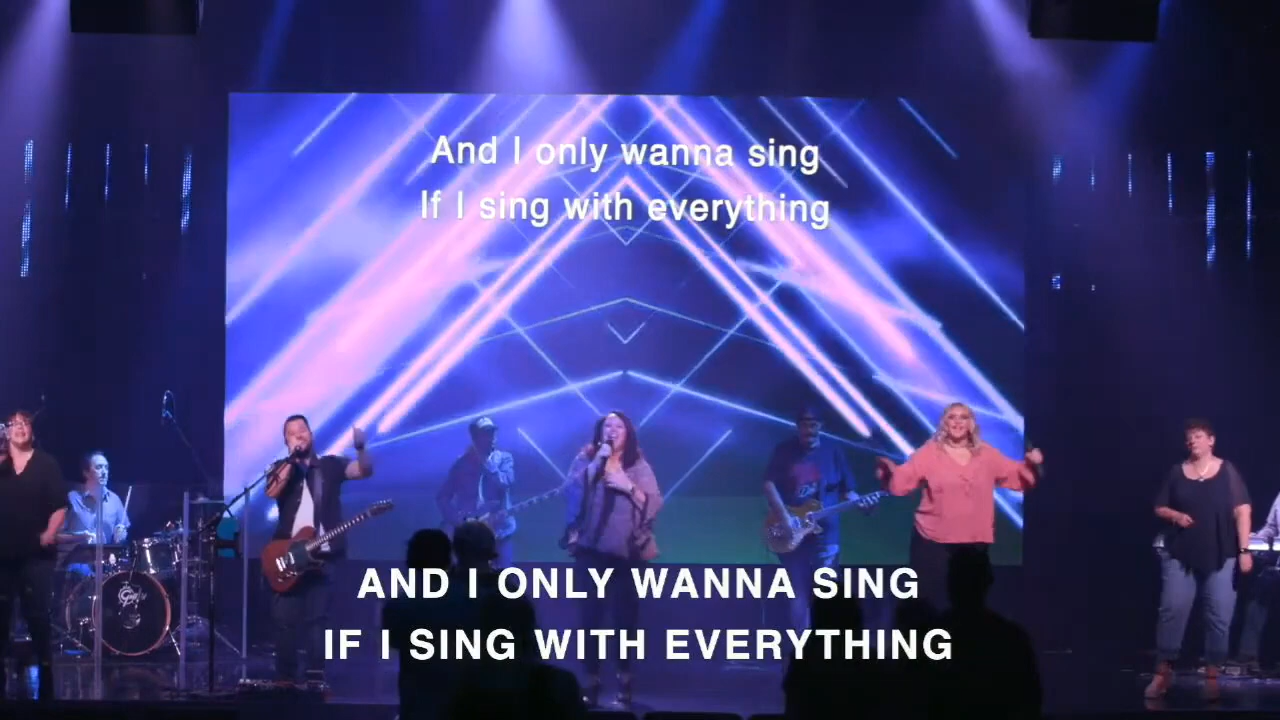 And I only wanna sing
If I sing with everything
AND I ONLY WANNA SING
IF I SING WITH EVERYTHING